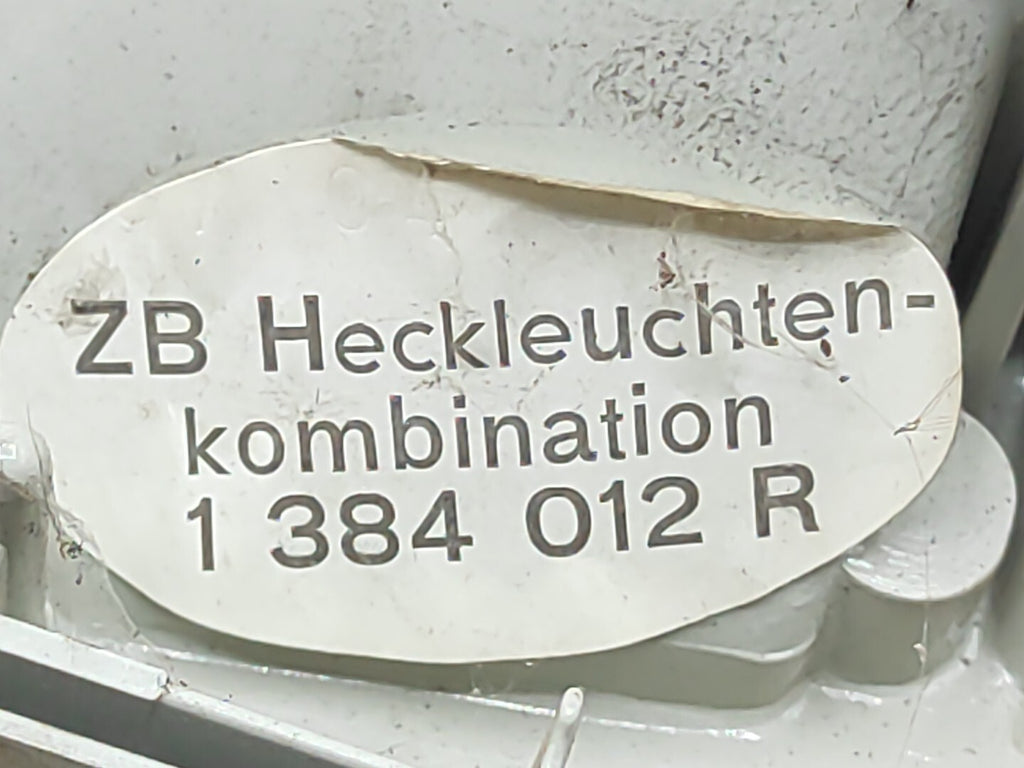 ZB Heckleuchten-
kombination
1 384 012 R